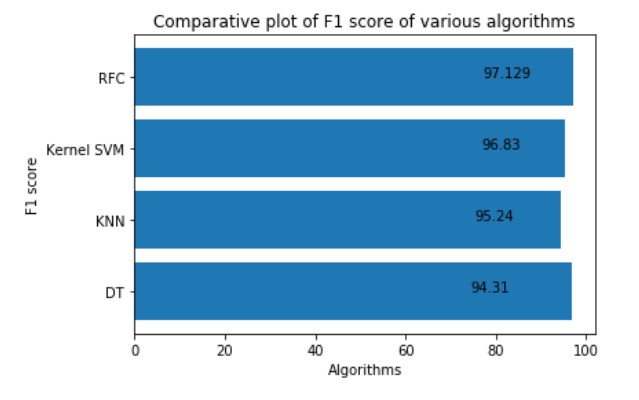 Comparative plot of F1 score of various algorithms
RFC
97.129
Kernel SVM
96.83
KNN
95.24
DT
94.31
F1 score
0 20 40 60 80 100
Algorithms